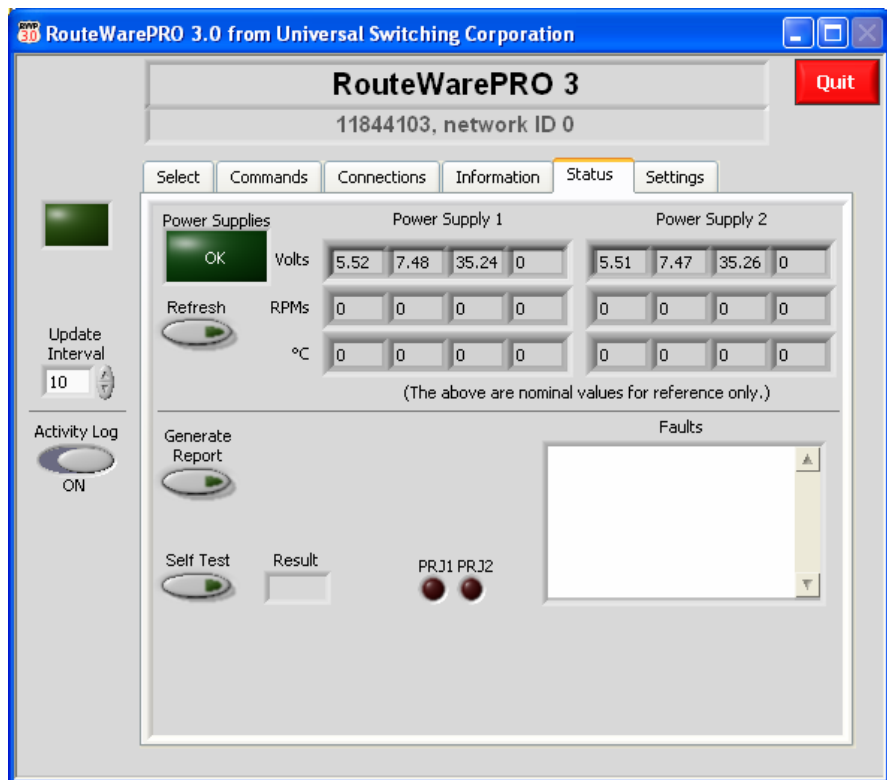 RouteWarePRO 3.0 from Universal Switching Corporation
RouteWarePRO 3
Quit
11844103, network ID 0
Select Commands Connections Information Status Settings
Power Supplies Power Supply 1 Power Supply 2
OK Volts 5.52 7.48 35.24 0 5.51 7.47 35.26 0
Refresh RPMs 0 0 0 0 0 0 0 0
°C 0 0 0 0 0 0 0 0
(The above are nominal values for reference only.)
Update
Interval
10
Activity Log
ON
Generate
Report
Faults
Self Test Result
PRJ1 PRJ2